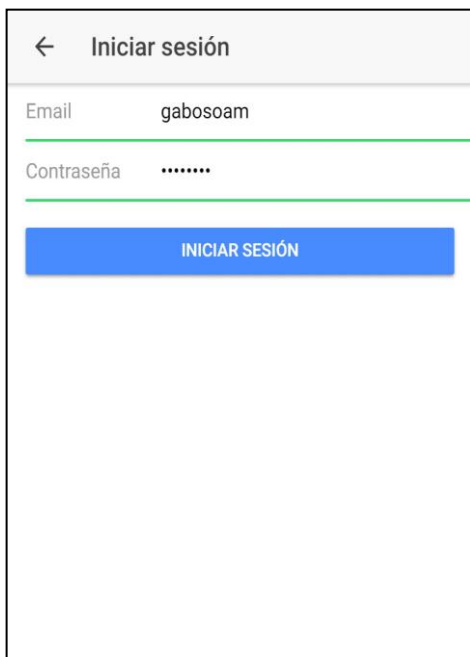 Iniciar sesión
Email gabosoam
Contraseña ••••••••
INICIAR SESIÓN